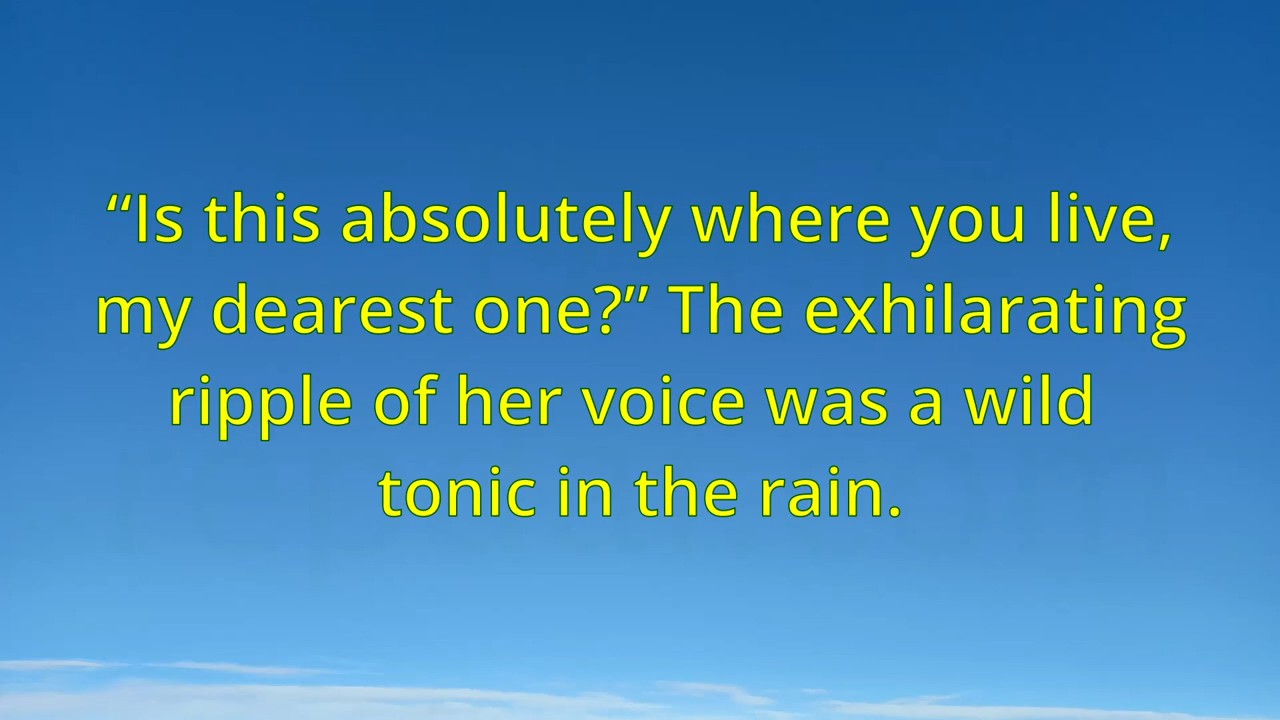 “Is this absolutely where you live,
my dearest one?” The exhilarating
ripple of her voice was a wild
tonic in the rain.